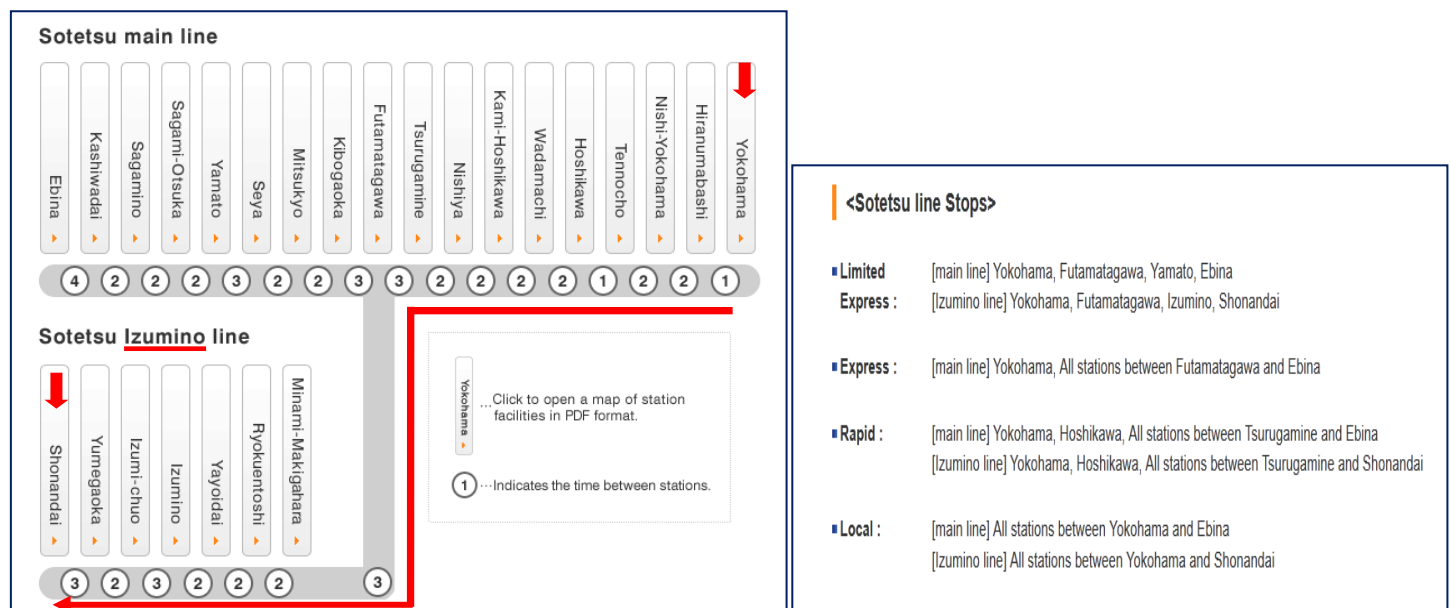 Sotetsu main line
Ebina
Kashiwadai
Sagamino
Sagami-Otsuka
Yamato
Seya
Mitsukyo
Kibogaoka
Futamatagawa
Tsurugamine
Nishiya
Kami-Hoshikawa
Wadamachi
Hoshikawa
Tennocho
Nishi-Yokohama
Hiranumabashi
Yokohama
4 2 2 2 3 2 2 3 3 2 2 2 2 1 2 2 1
Sotetsu Izumino line
Shonandai
Yumegaoka
Izumi-chuo
Izumino
Yayoidai
Ryokuentoshi
Minami-Makigahara
3 2 3 2 2 2 3
Yokohama
...Click to open a map of station
facilities in PDF format.
1 ...Indicates the time between stations.
<Sotetsu line Stops>
Limited [main line] Yokohama, Futamatagawa, Yamato, Ebina
Express : [Izumino line] Yokohama, Futamatagawa, Izumino, Shonandai
Express : [main line] Yokohama, All stations between Futamatagawa and Ebina
Rapid : [main line] Yokohama, Hoshikawa, All stations between Tsurugamine and Ebina
[Izumino line] Yokohama, Hoshikawa, All stations between Tsurugamine and Shonandai
Local : [main line] All stations between Yokohama and Ebina
[Izumino line] All stations between Yokohama and Shonandai